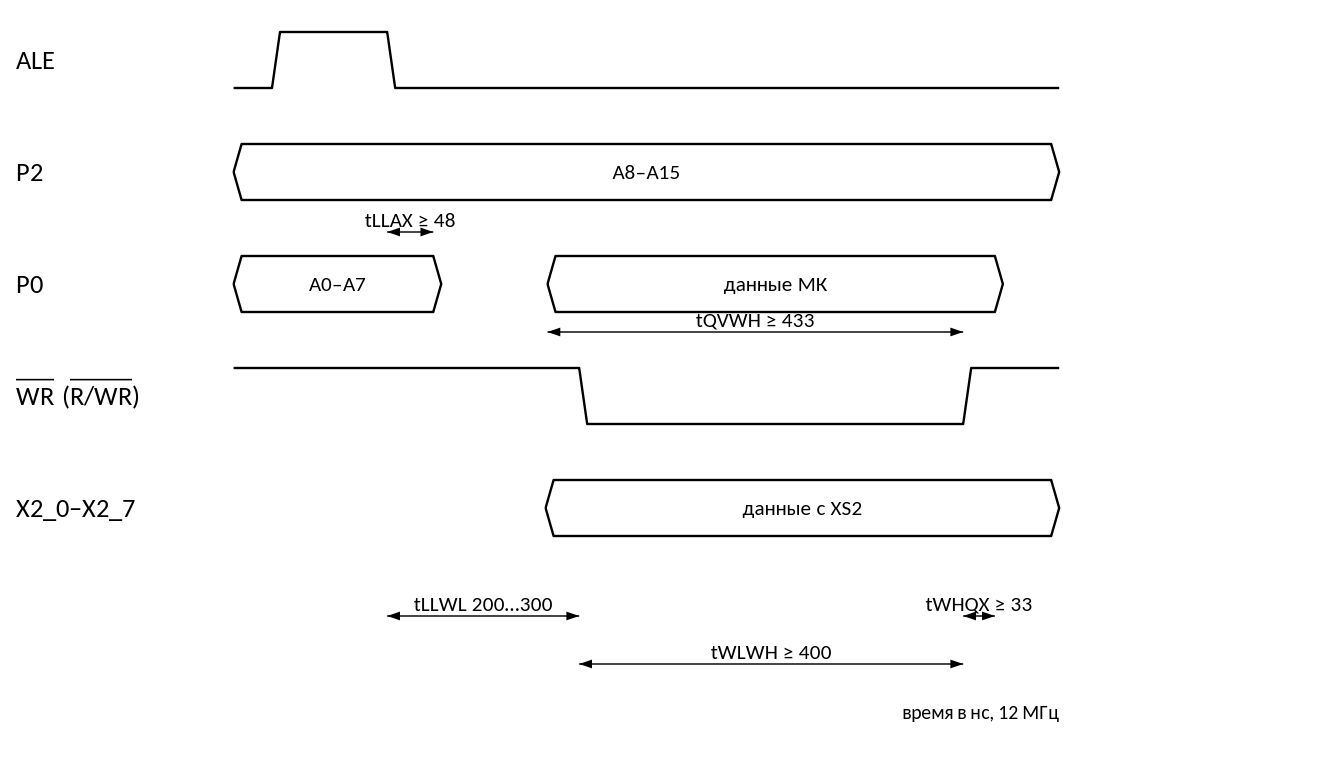 ALE
P2
A8–A15
tLLAX ≥ 48
P0
A0–A7
данные МК
tQVWH ≥ 433
WR (R/WR)
X2_0–X2_7
данные с XS2
tLLWL 200...300
tWHQX ≥ 33
tWLWH ≥ 400
время в нс, 12 МГц